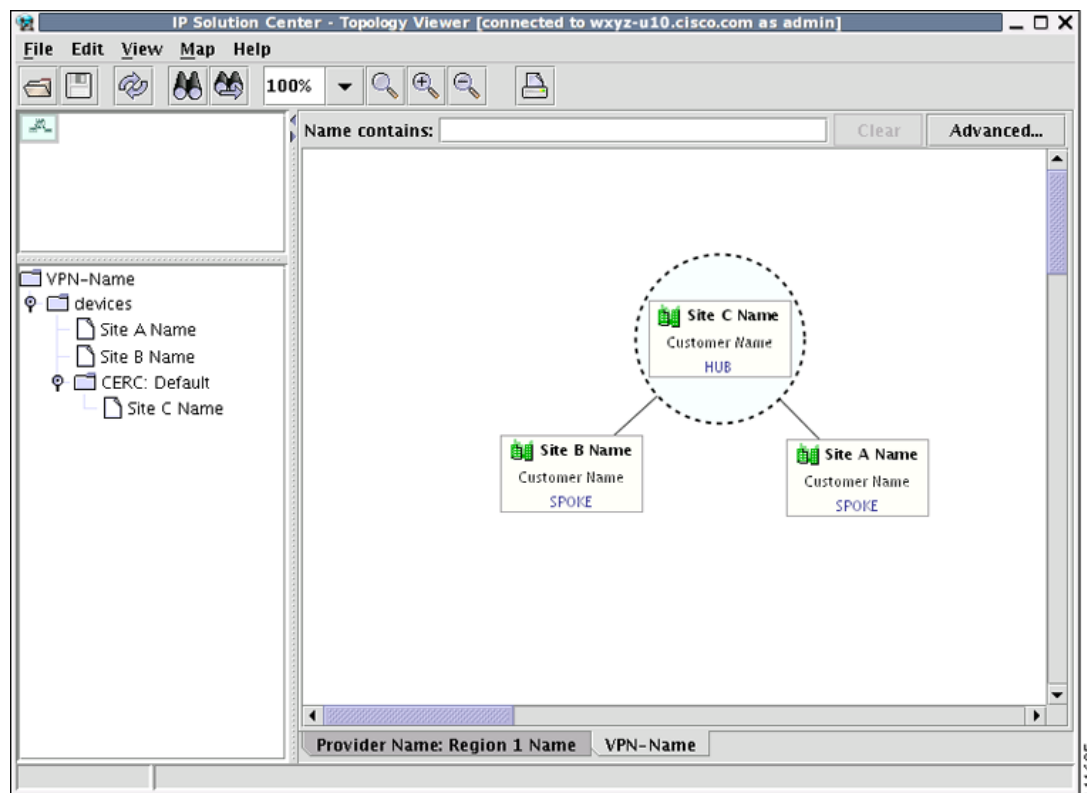 IP Solution Center - Topology Viewer [connected to wxyz-u10.cisco.com as admin]
File Edit View Map Help
100%
Name contains: Clear Advanced...
VPN-Name
devices
Site A Name
Site B Name
CERC: Default
Site C Name
Site C Name
Customer Name
HUB
Site B Name
Customer Name
SPOKE
Site A Name
Customer Name
SPOKE
Provider Name: Region 1 Name VPN-Name